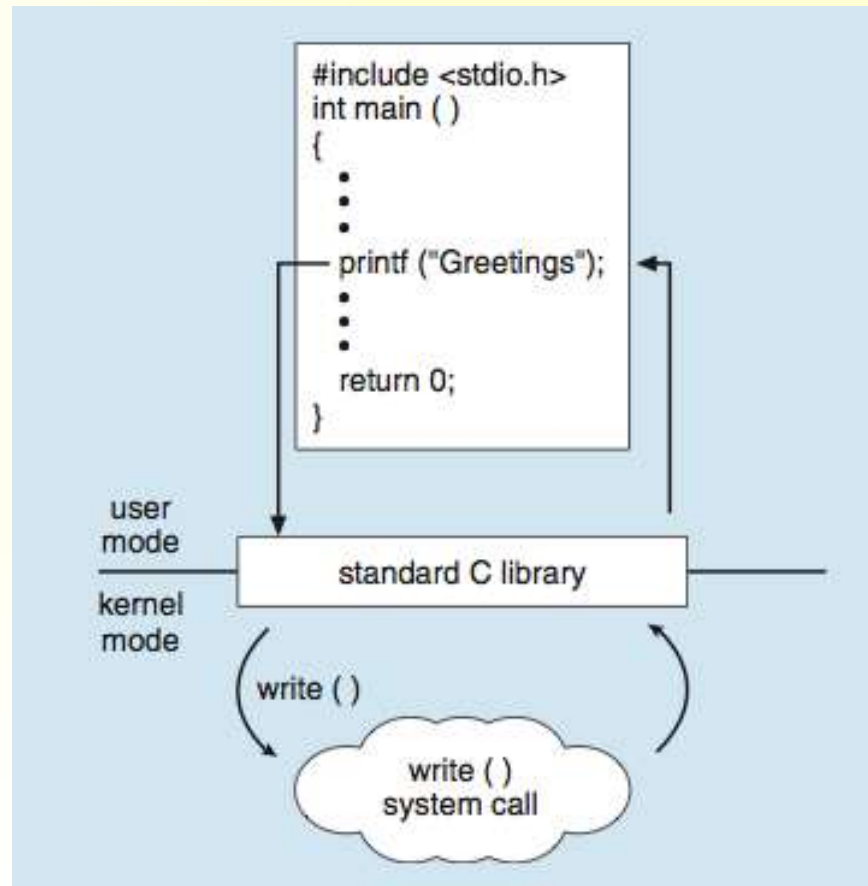 #include <stdio.h>
int main ( )
{
•
•
•
printf ("Greetings");
•
•
•
return 0;
}
user
mode
standard C library
kernel
mode
write ( )
write ( )
system call